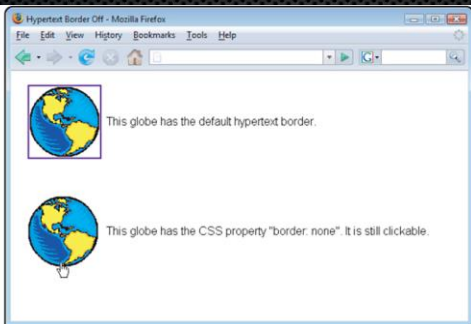 Hypertext Border Off - Mozilla Firefox
File Edit View History Bookmarks Tools Help
G
This globe has the default hypertext border.
This globe has the CSS property "border: none". It is still clickable.